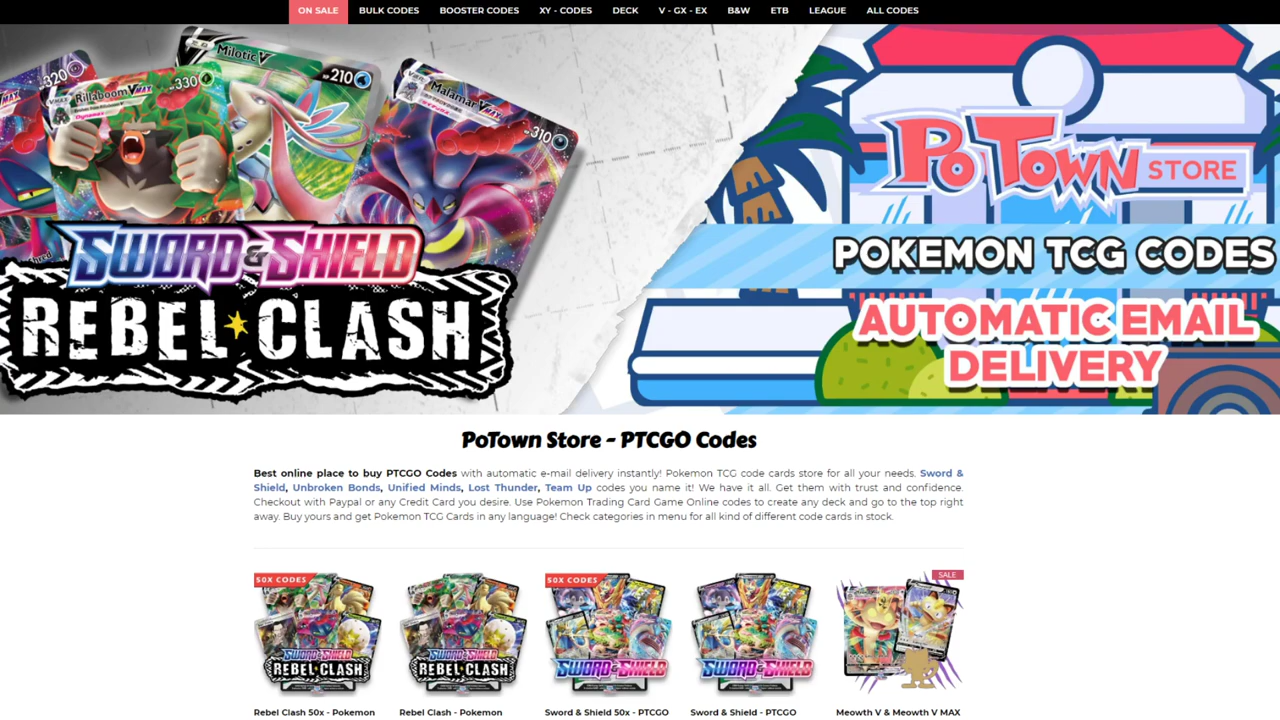 ON SALE BULK CODES BOOSTER CODES XY - CODES DECK V - GX - EX B&W ETB LEAGUE ALL CODES
320
Rillaboom VMAX 330
Milotic V 210
Malamar VMAX
310
SWORD & SHIELD
REBEL CLASH
PoTown STORE
POKEMON TCG CODES
AUTOMATIC EMAIL
DELIVERY
PoTown Store - PTCGO Codes
Best online place to buy PTCGO Codes with automatic e-mail delivery instantly! Pokemon TCG code cards store for all your needs. Sword &
Shield, Unbroken Bonds, Unified Minds, Lost Thunder, Team Up codes you name it! We have it all. Get them with trust and confidence.
Checkout with Paypal or any Credit Card you desire. Use Pokemon Trading Card Game Online codes to create any deck and go to the top right
away. Buy yours and get Pokemon TCG Cards in any language! Check categories in menu for all kind of different code cards in stock.
50X CODES
SWORD & SHIELD
REBEL CLASH
SWORD & SHIELD
REBEL CLASH
50X CODES
SWORD & SHIELD
SWORD & SHIELD
SALE
Rebel Clash 50x - Pokemon
Rebel Clash - Pokemon
Sword & Shield 50x - PTCGO
Sword & Shield - PTCGO
Meowth V & Meowth V MAX